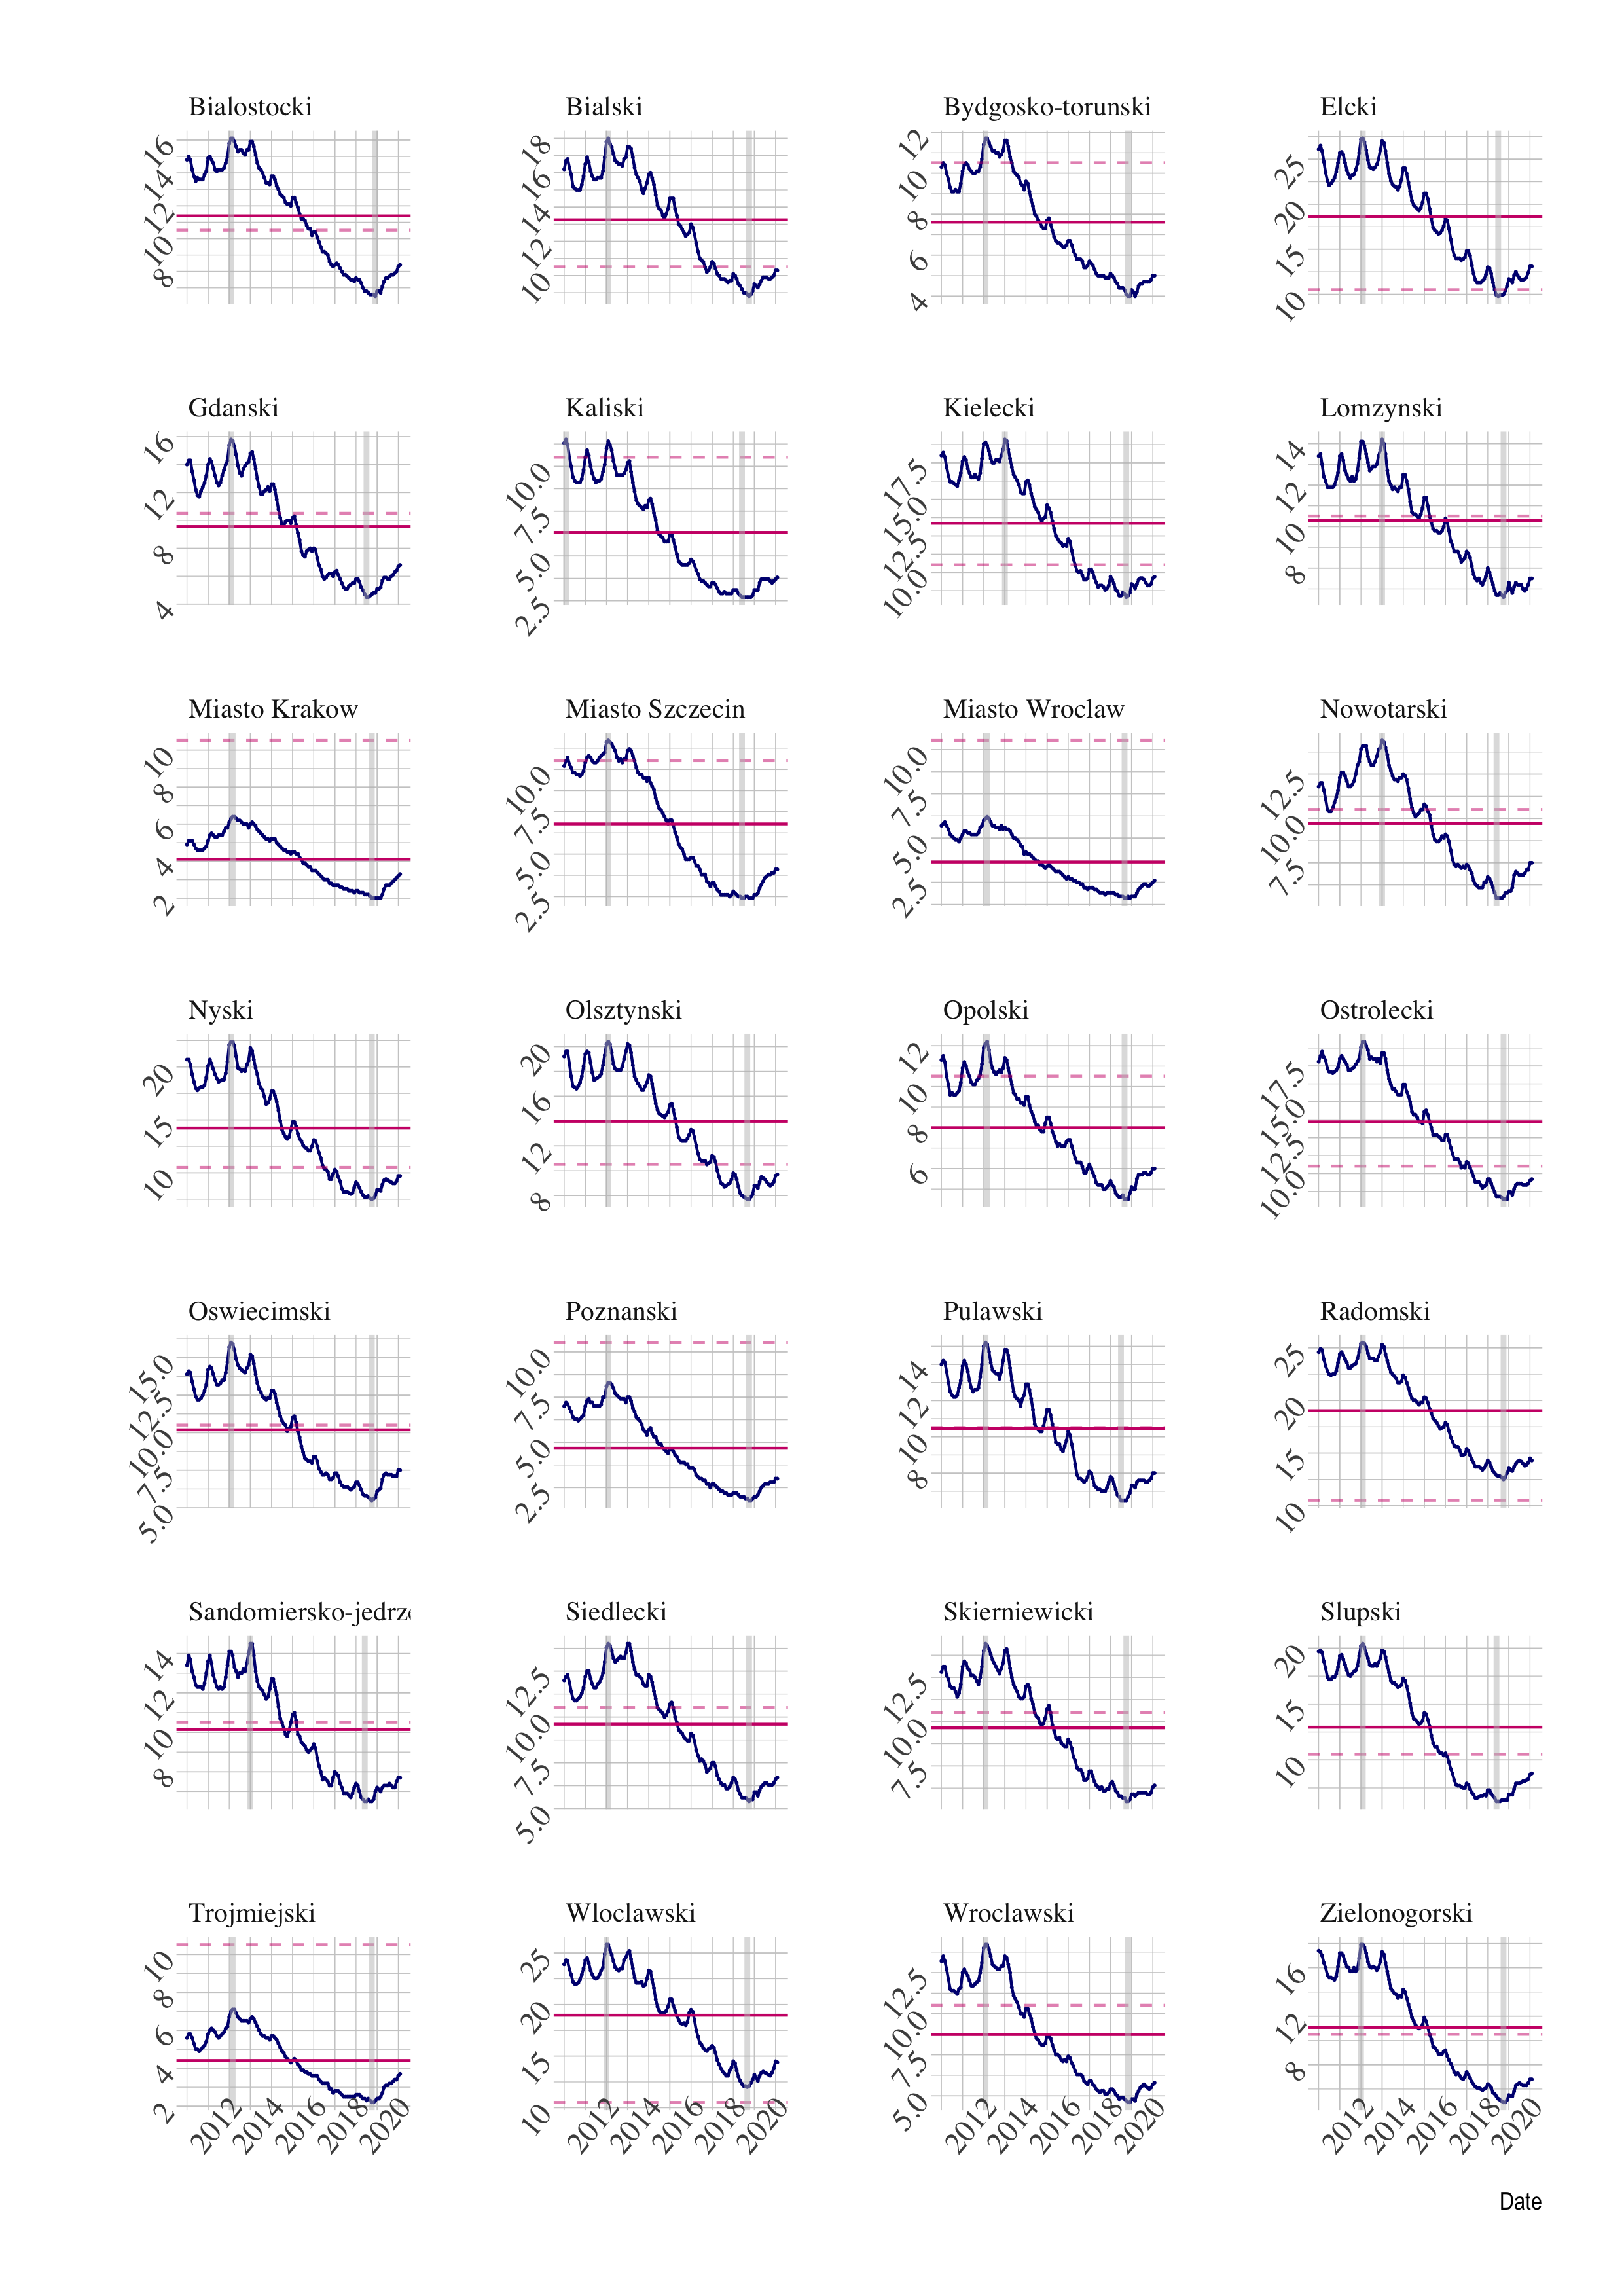 Bialostocki Bialski Bydgosko-torunski Elcki
16 14 12 10 8
18 16 14 12 10
12 10 8 6 4
25 20 15 10
Gdanski Kaliski Kielecki Lomzynski
16 12 8 4
10.0 7.5 5.0 2.5
17.5 15.0 12.5 10.0
14 12 10 8
Miasto Krakow Miasto Szczecin Miasto Wroclaw Nowotarski
10 8 6 4 2
10.0 7.5 5.0 2.5
10.0 7.5 5.0 2.5
12.5 10.0 7.5
Nyski Olsztynski Opolski Ostrolecki
20 15 10
20 16 12 8
12 10 8 6
17.5 15.0 12.5 10.0
Oswiecimski Poznanski Pulawski Radomski
15.0 12.5 10.0 7.5 5.0
10.0 7.5 5.0 2.5
14 12 10 8
25 20 15 10
Sandomiersko-jedrze Siedlecki Skierniewicki Slupski
14 12 10 8
12.5 10.0 7.5 5.0
12.5 10.0 7.5
20 15 10
Trojmiejski Wloclawski Wroclawski Zielonogorski
10 8 6 4 2
25 20 15 10
12.5 10.0 7.5 5.0
16 12 8
2012 2014 2016 2018 2020
2012 2014 2016 2018 2020
2012 2014 2016 2018 2020
2012 2014 2016 2018 2020
Date